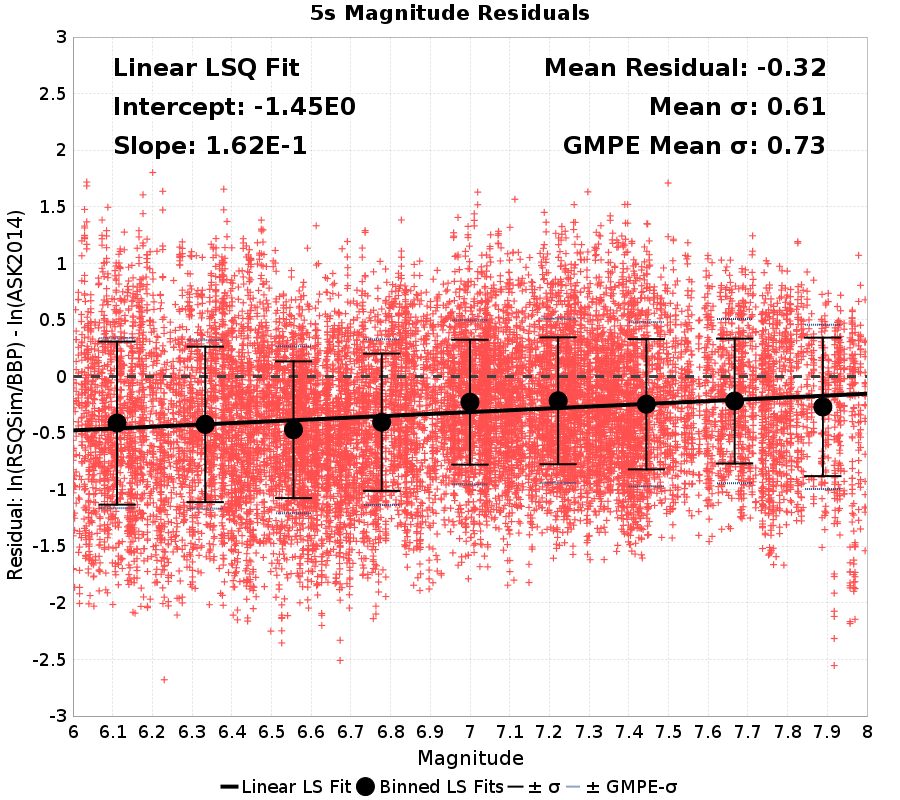 5s Magnitude Residuals
Linear LSQ Fit
Intercept: -1.45E0
Slope: 1.62E-1
Mean Residual: -0.32
Mean σ: 0.61
GMPE Mean σ: 0.73
Residual: ln(RSQSim/BBP) - ln(ASK2014)
3
2.5
2
1.5
1
0.5
0
-0.5
-1
-1.5
-2
-2.5
-3
6 6.1 6.2 6.3 6.4 6.5 6.6 6.7 6.8 6.9 7 7.1 7.2 7.3 7.4 7.5 7.6 7.7 7.8 7.9 8
Magnitude
Linear LS Fit Binned LS Fits ± σ ± GMPE-σ